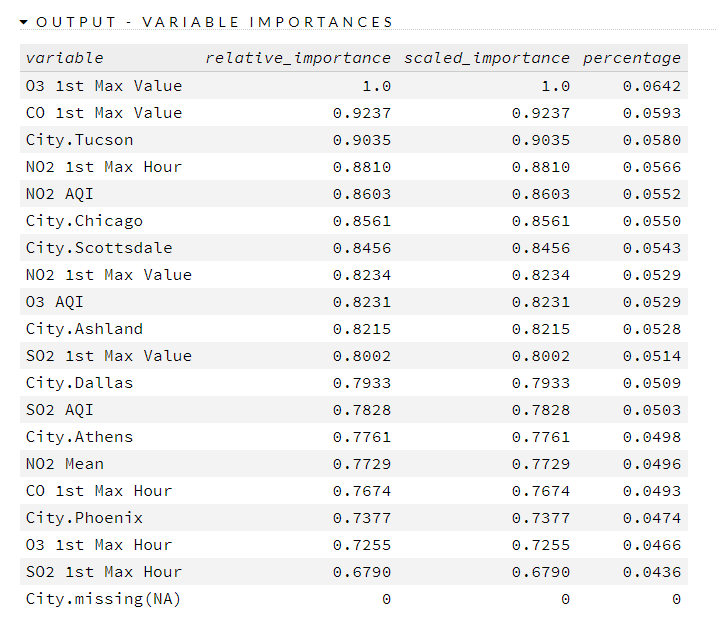 OUTPUT - VARIABLE IMPORTANCES
variable relative_importance scaled_importance percentage
O3 1st Max Value 1.0 1.0 0.0642
CO 1st Max Value 0.9237 0.9237 0.0593
City.Tucson 0.9035 0.9035 0.0580
NO2 1st Max Hour 0.8810 0.8810 0.0566
NO2 AQI 0.8603 0.8603 0.0552
City.Chicago 0.8561 0.8561 0.0550
City.Scottsdale 0.8456 0.8456 0.0543
NO2 1st Max Value 0.8234 0.8234 0.0529
O3 AQI 0.8231 0.8231 0.0529
City.Ashland 0.8215 0.8215 0.0528
SO2 1st Max Value 0.8002 0.8002 0.0514
City.Dallas 0.7933 0.7933 0.0509
SO2 AQI 0.7828 0.7828 0.0503
City.Athens 0.7761 0.7761 0.0498
NO2 Mean 0.7729 0.7729 0.0496
CO 1st Max Hour 0.7674 0.7674 0.0493
City.Phoenix 0.7377 0.7377 0.0474
O3 1st Max Hour 0.7255 0.7255 0.0466
SO2 1st Max Hour 0.6790 0.6790 0.0436
City.missing(NA) 0 0 0